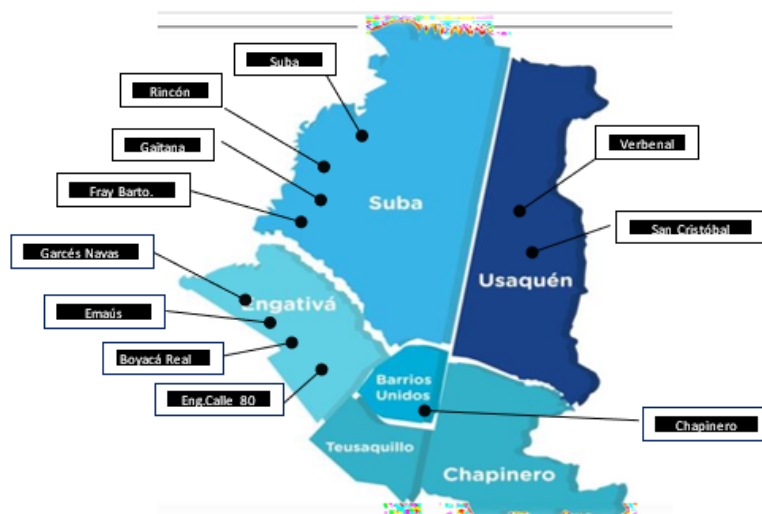 Suba
Rincón
Gaitana
Fray Barto.
Garcés Navas
Emaús
Boyacá Real
Eng.Calle 80
Verbenal
San Cristóbal
Chapinero
Suba
Usaquén
Engativá
Barrios
Unidos
Teusaquillo
Chapinero